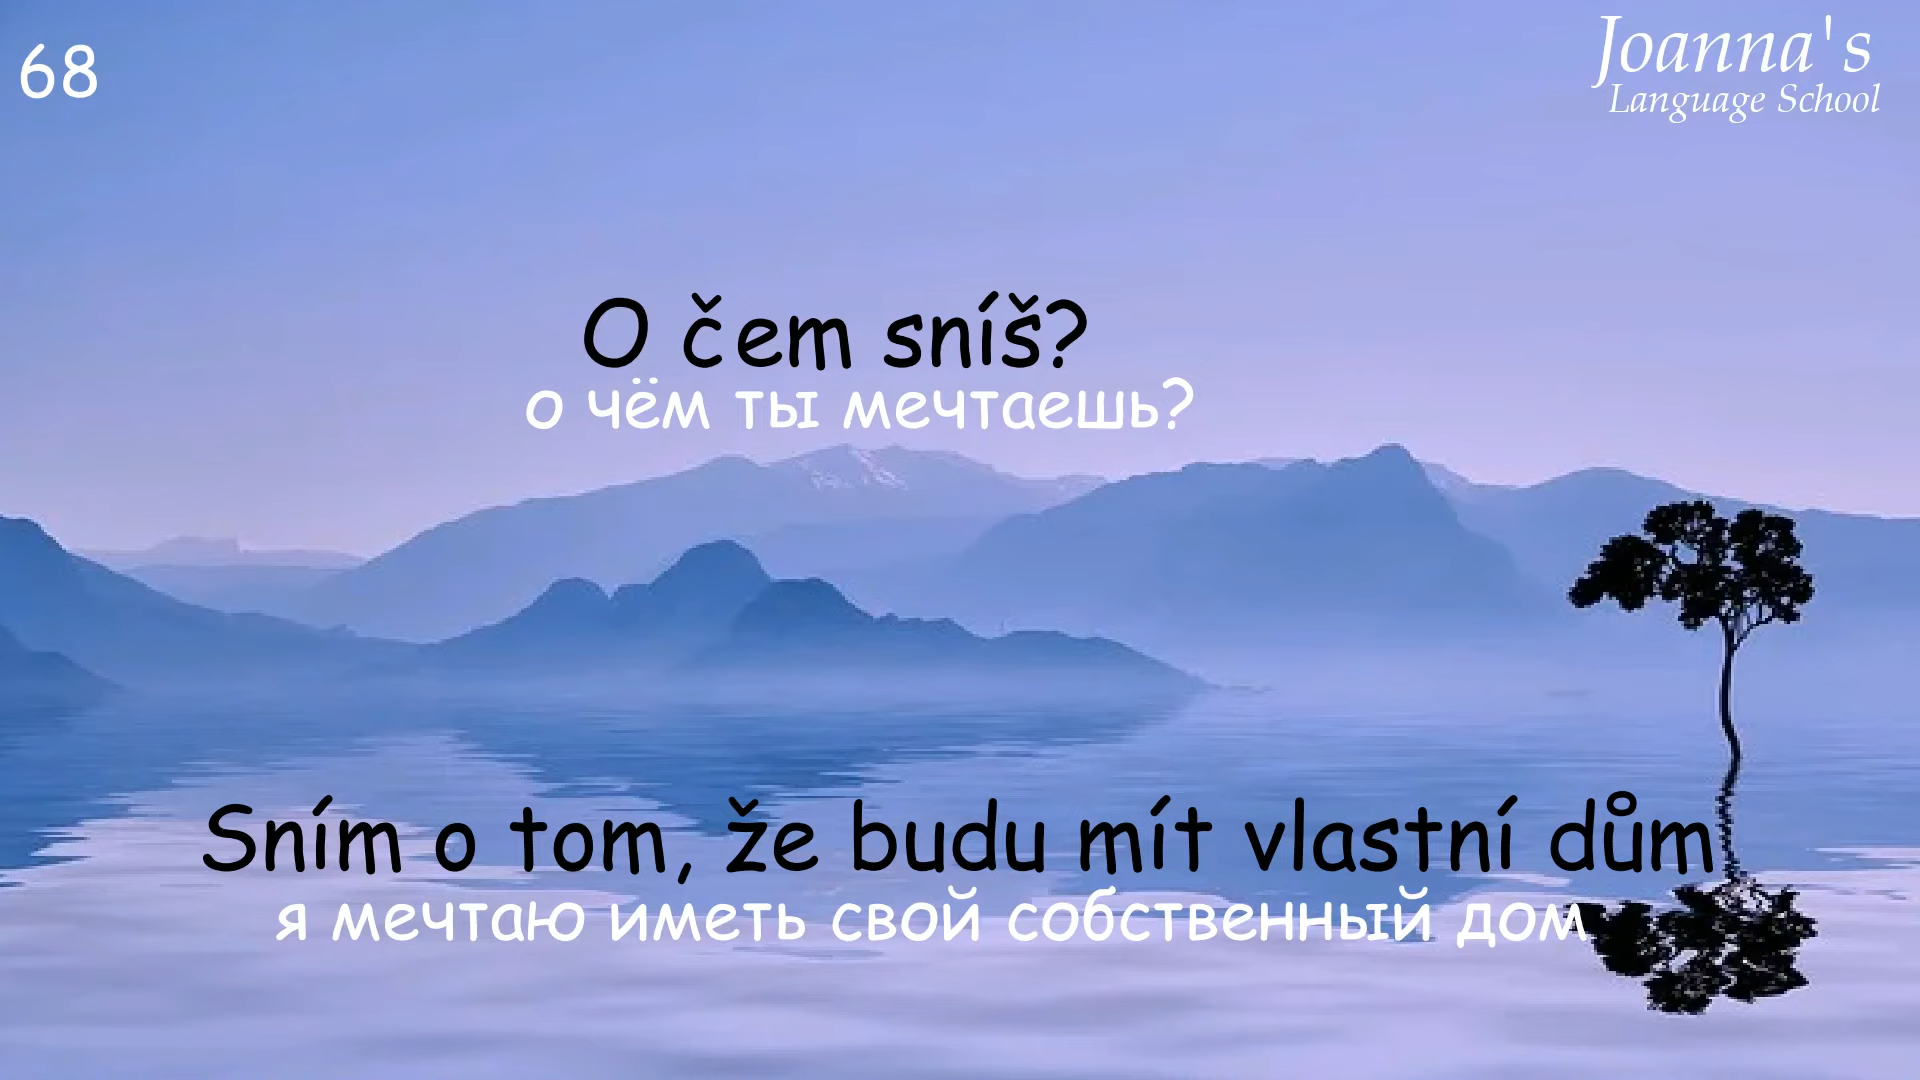 68
Joanna's
Language School
O čem sníš?
о чём ты мечтаешь?
Sním o tom, že budu mít vlastní dům
я мечтаю иметь свой собственный дом